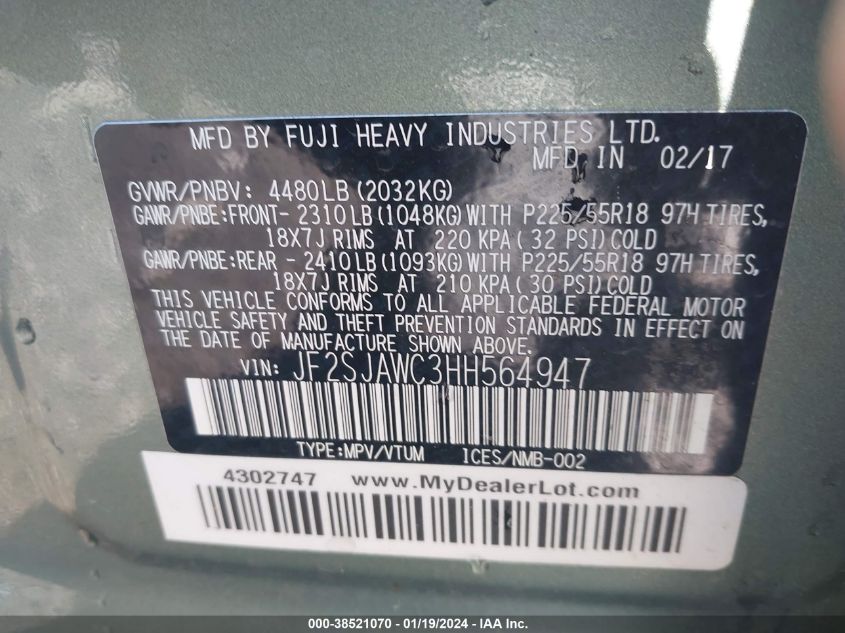 MFD BY FUJI HEAVY INDUSTRIES LTD.
MFD IN 02/17
GVWR/PNBV: 4480LB (2032KG)
GAWR/PNBE:FRONT- 2310LB (1048KG) WITH P225/55R18 97H TIRES,
18X7J RIMS AT 220 KPA ( 32 PSI) COLD
GAWR/PNBE:REAR - 2410LB (1093KG) WITH P225/55R18 97H TIRES,
18X7J RIMS AT 210 KPA ( 30 PSI) COLD
THIS VEHICLE CONFORMS TO ALL APPLICABLE FEDERAL MOTOR
VEHICLE SAFETY AND THEFT PREVENTION STANDARDS IN EFFECT ON
THE DATE OF MANUFACTURE SHOWN ABOVE.
VIN: JF2SJAWC3HH564947
TYPE:MPV/VTUM ICES/NMB-002
4302747 www.MyDealerLot.com
000-38521070 - 01/19/2024 - IAA Inc.